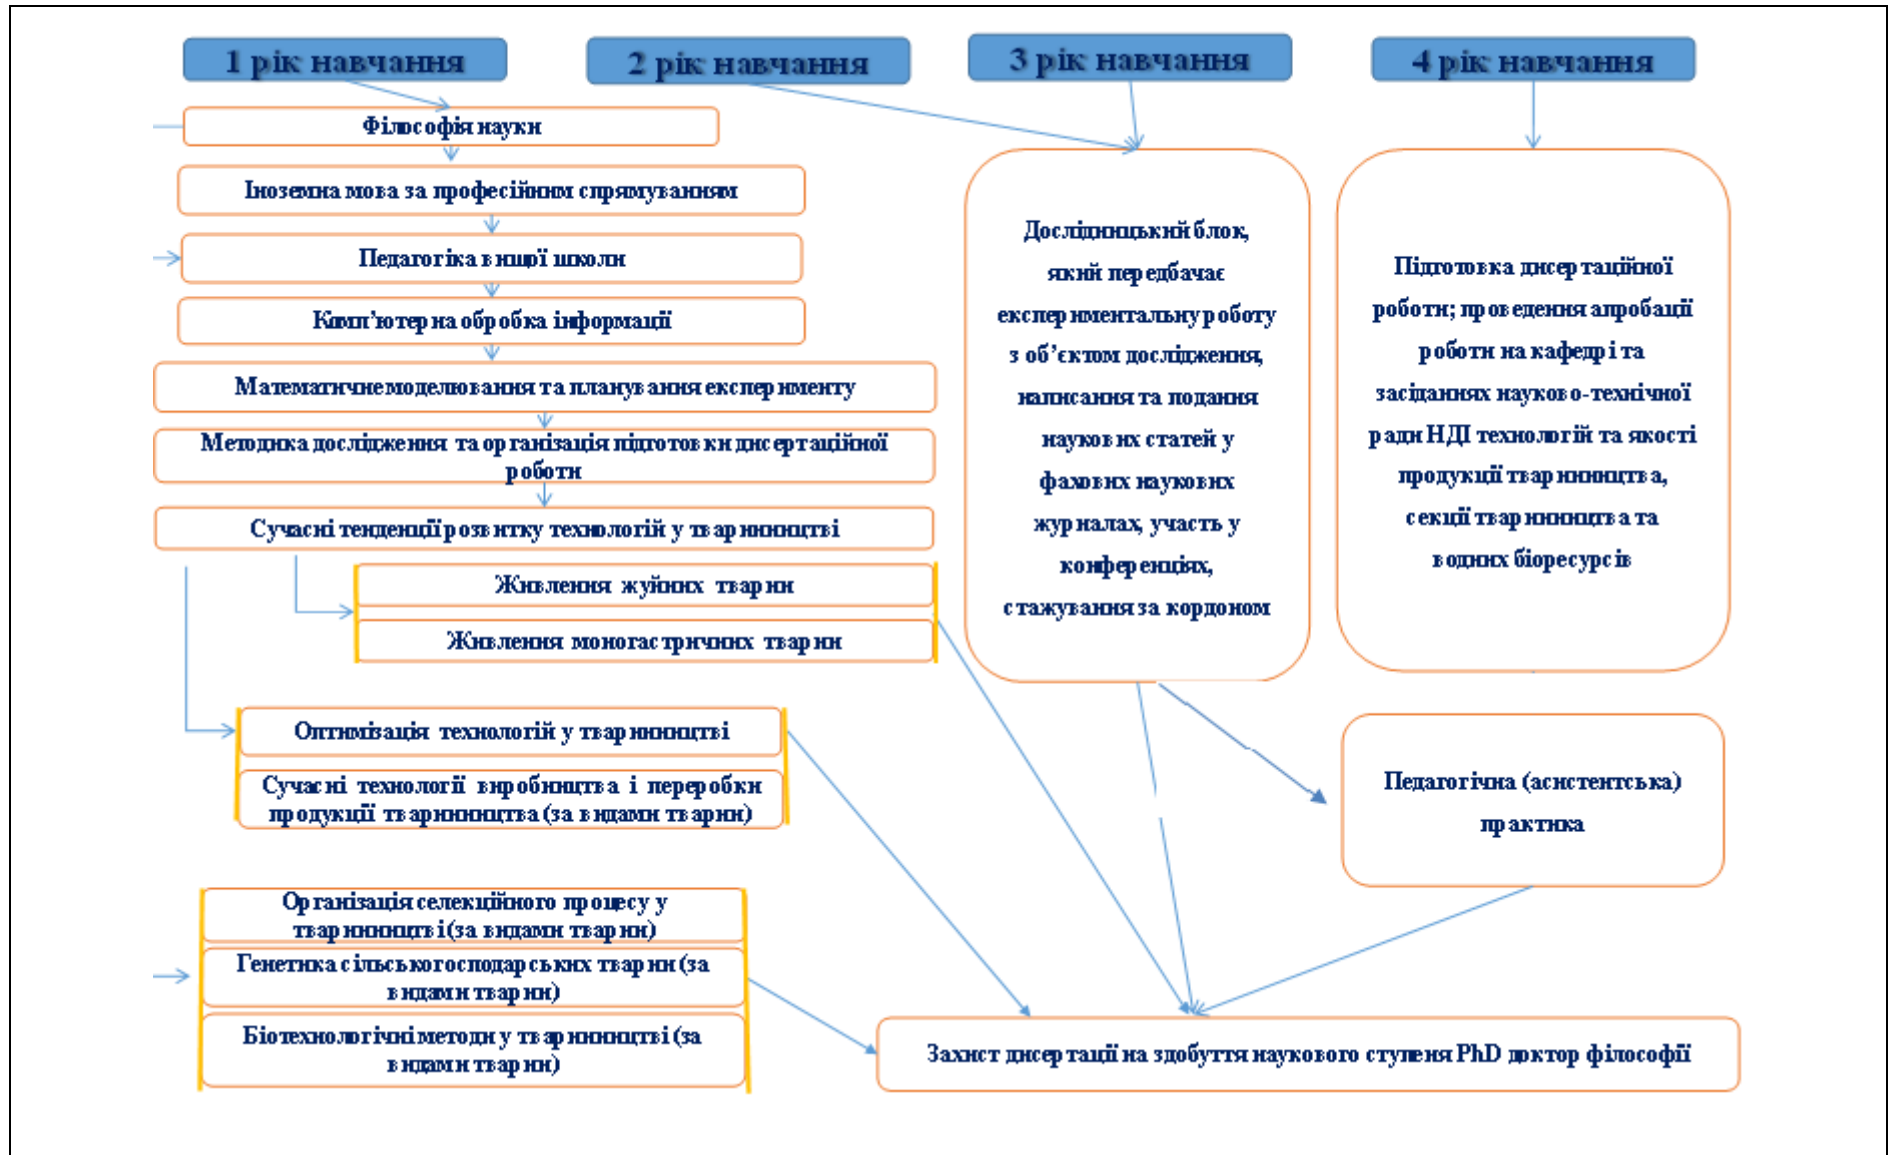 1 рік навчання
2 рік навчання
3 рік навчання
4 рік навчання
Філософія науки
Іноземна мова за професійним спрямуванням
Педагогіка вищої школи
Комп’ютерна обробка інформації
Математичне моделювання та планування експерименту
Методика дослідження та організація підготовки дисертаційної
роботи
Сучасні тенденції розвитку технологій у тваринництві
Живлення жуйних тварин
Живлення моногастричних тварин
Оптимізація технологій у тваринництві
Сучасні технології виробництва і переробки
продукції тваринництва (за видами тварин)
Організація селекційного процесу у
тваринництві (за видами тварин)
Генетика сільськогосподарських тварин (за
видами тварин)
Біотехнологічні методи у тваринництві (за
видами тварин)
Дослідницький блок,
який передбачає
експериментальну роботу
з об’єктом дослідження,
написання та подання
наукових статей у
фахових наукових
журналах, участь у
конференціях,
стажування за кордоном
Підготовка дисертаційної
роботи; проведення апробації
роботи на кафедрі та
засіданнях науково-технічної
ради НДІ технологій та якості
продукції тваринництва,
секції тваринництва та
водних біоресурсів
Педагогічна (асистентська)
практика
Захист дисертації на здобуття наукового ступеня PhD доктор філософії